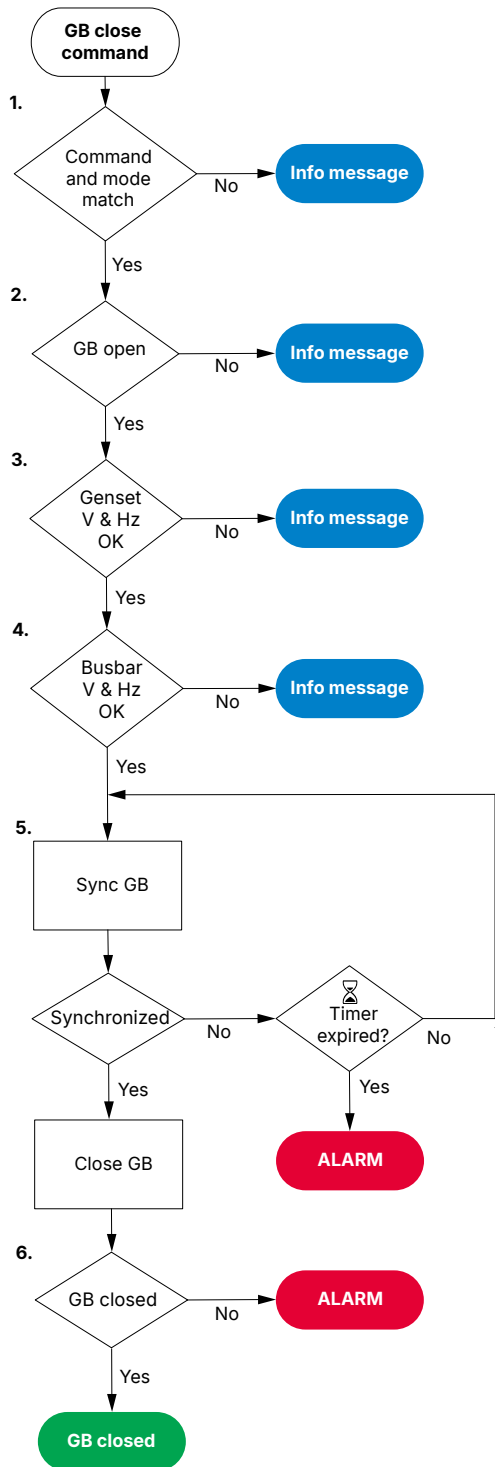 GB close
command
1.
Command
and mode
match
No
Info message
Yes
2.
GB open
No
Info message
Yes
3.
Genset
V & Hz
OK
No
Info message
Yes
4.
Busbar
V & Hz
OK
No
Info message
Yes
5.
Sync GB
Synchronized
No
Timer
expired?
No
Yes
Yes
Close GB
ALARM
6.
GB closed
No
ALARM
Yes
GB closed